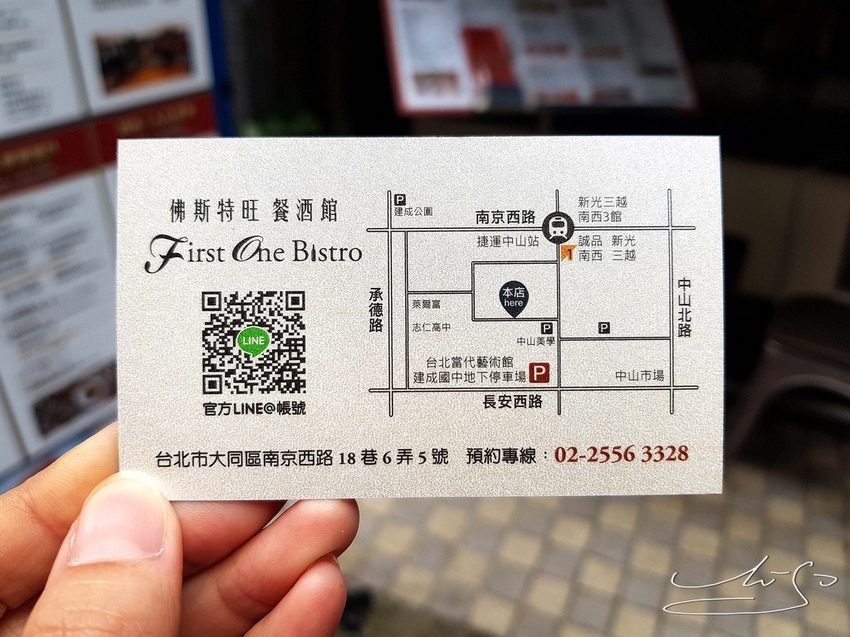 佛斯特旺 餐酒館
First One Bistro
LINE
官方LINE@帳號
P
建成公園
南京西路
新光三越
南西3館
捷運中山站
1
誠品 新光
南西 三越
承德路
萊爾富
本店
here
志仁高中
P
中山美學
P
中山北路
台北當代藝術館
建成國中地下停車場 P
中山市場
長安西路
台北市大同區南京西路 18 巷 6 弄 5 號 預約專線：02-2556 3328